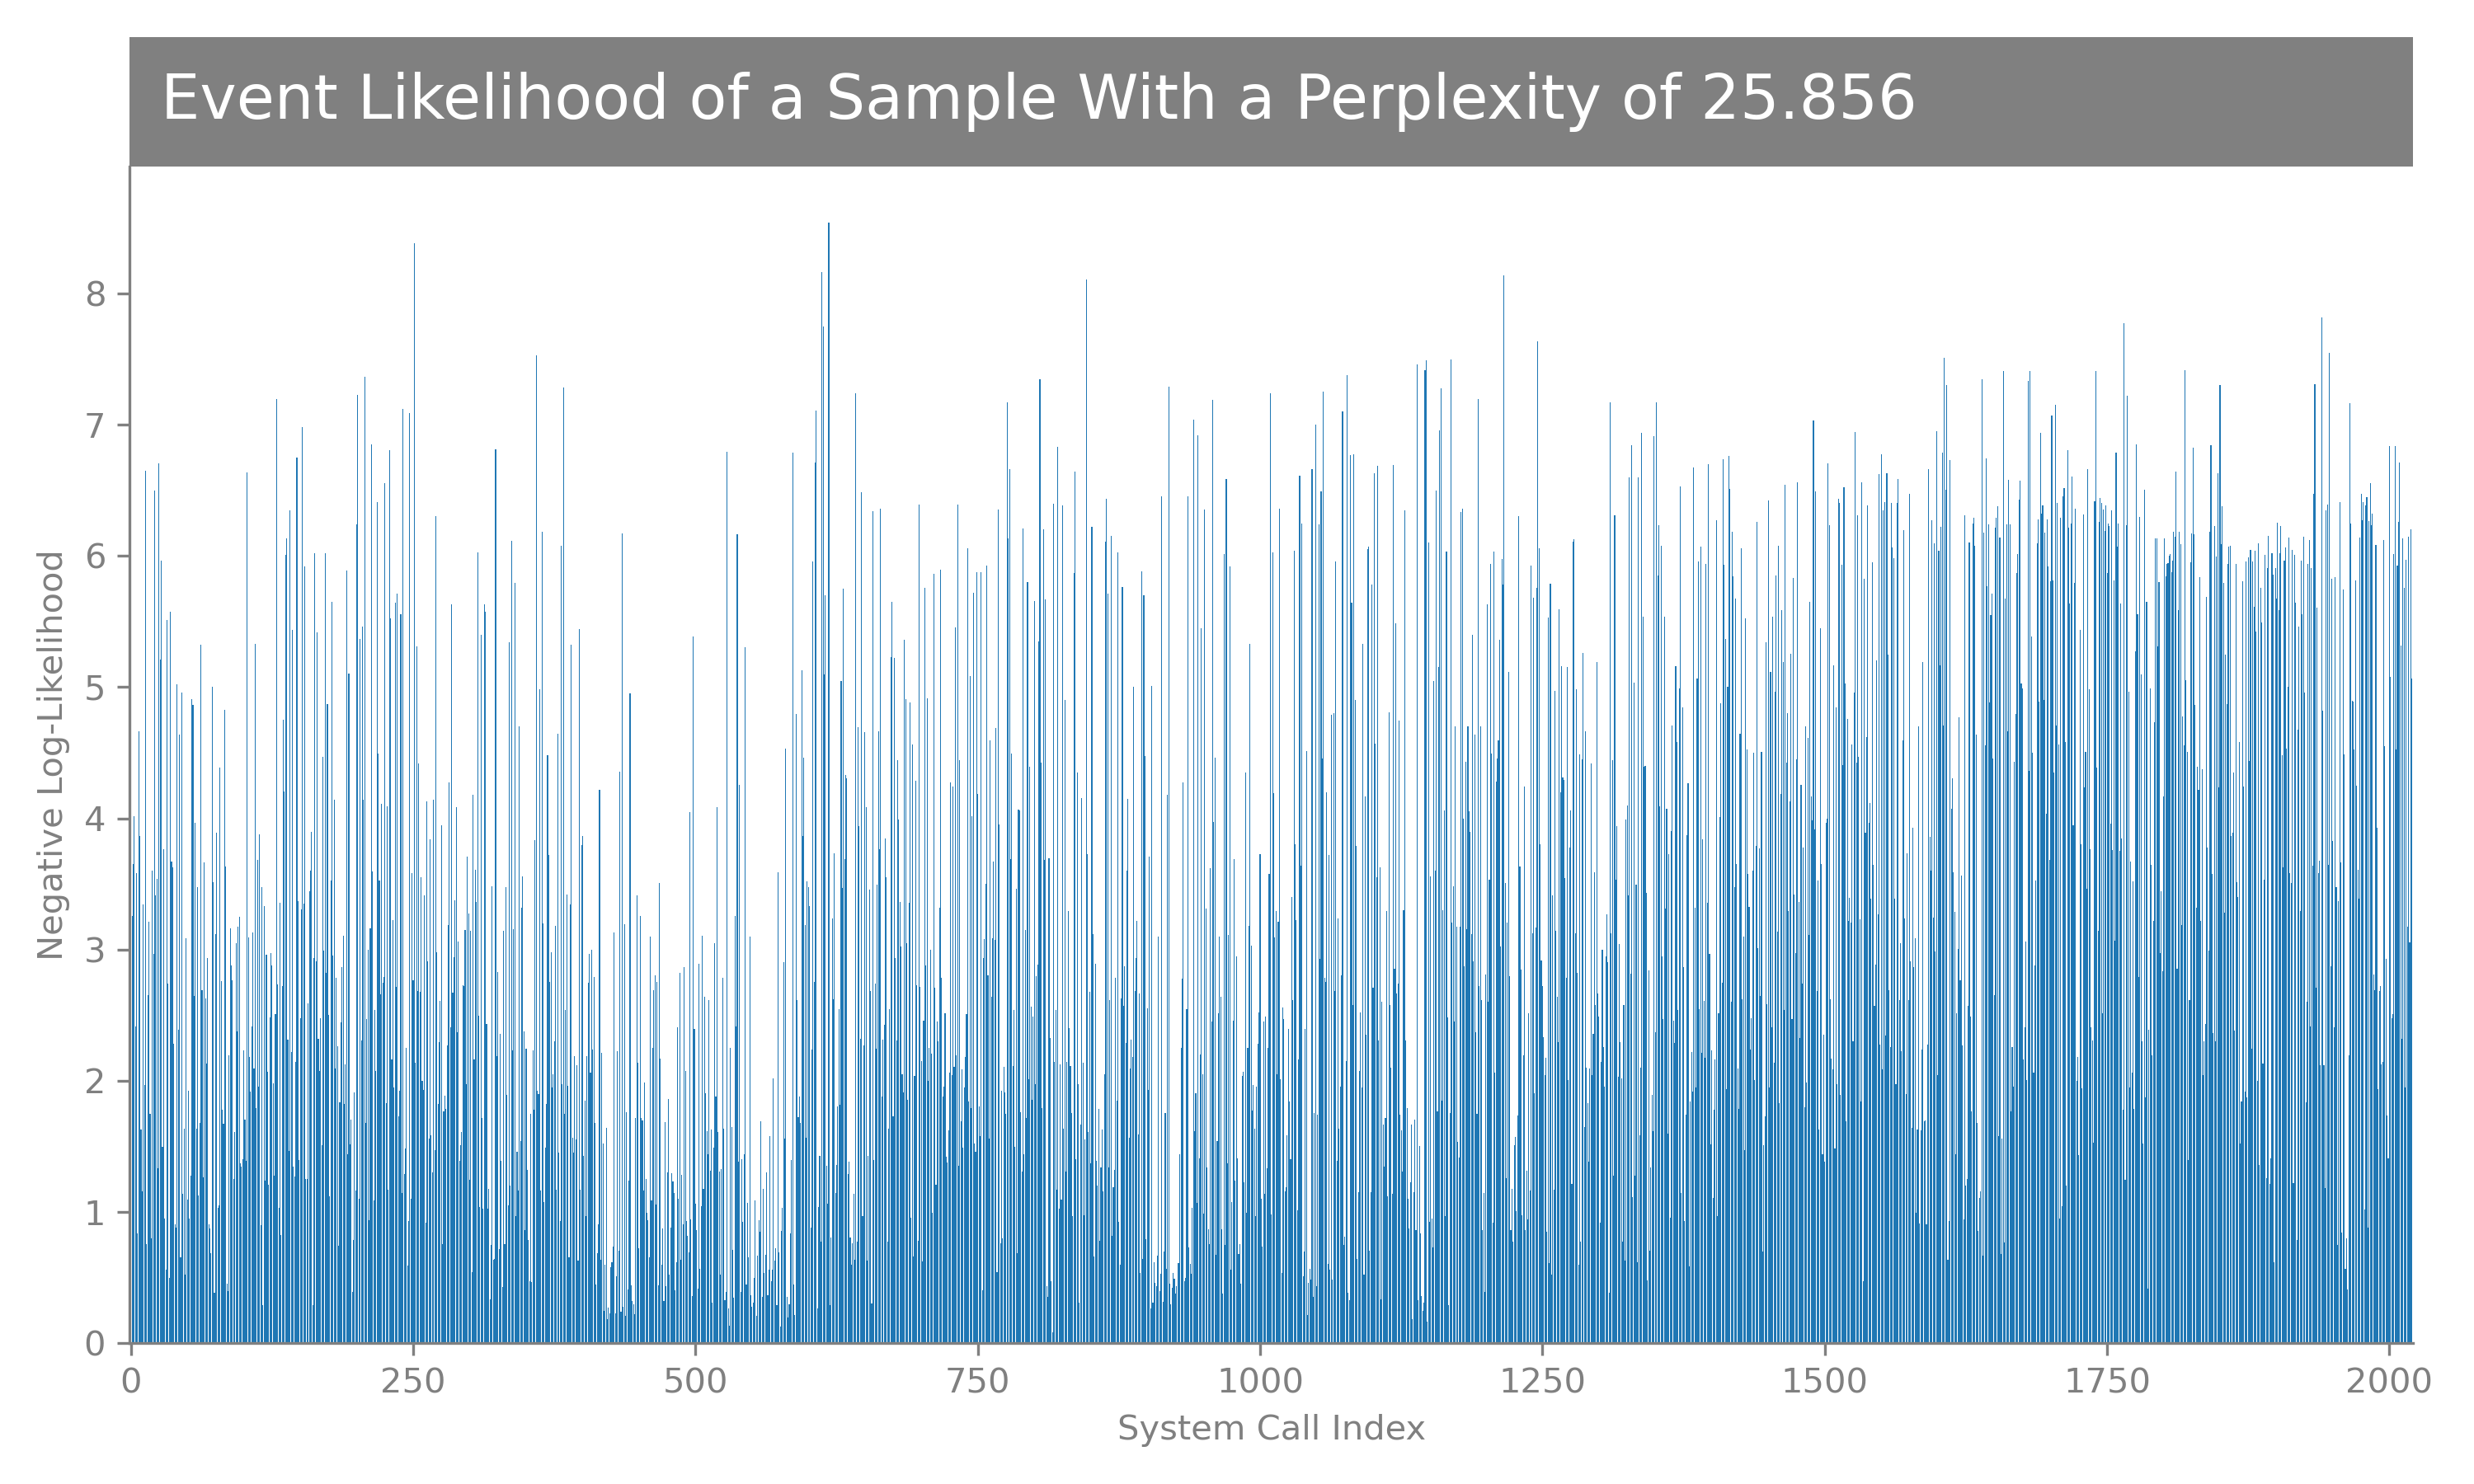 Event Likelihood of a Sample With a Perplexity of 25.856
Negative Log-Likelihood
8
7
6
5
4
3
2
1
0
0 250 500 750 1000 1250 1500 1750 2000
System Call Index